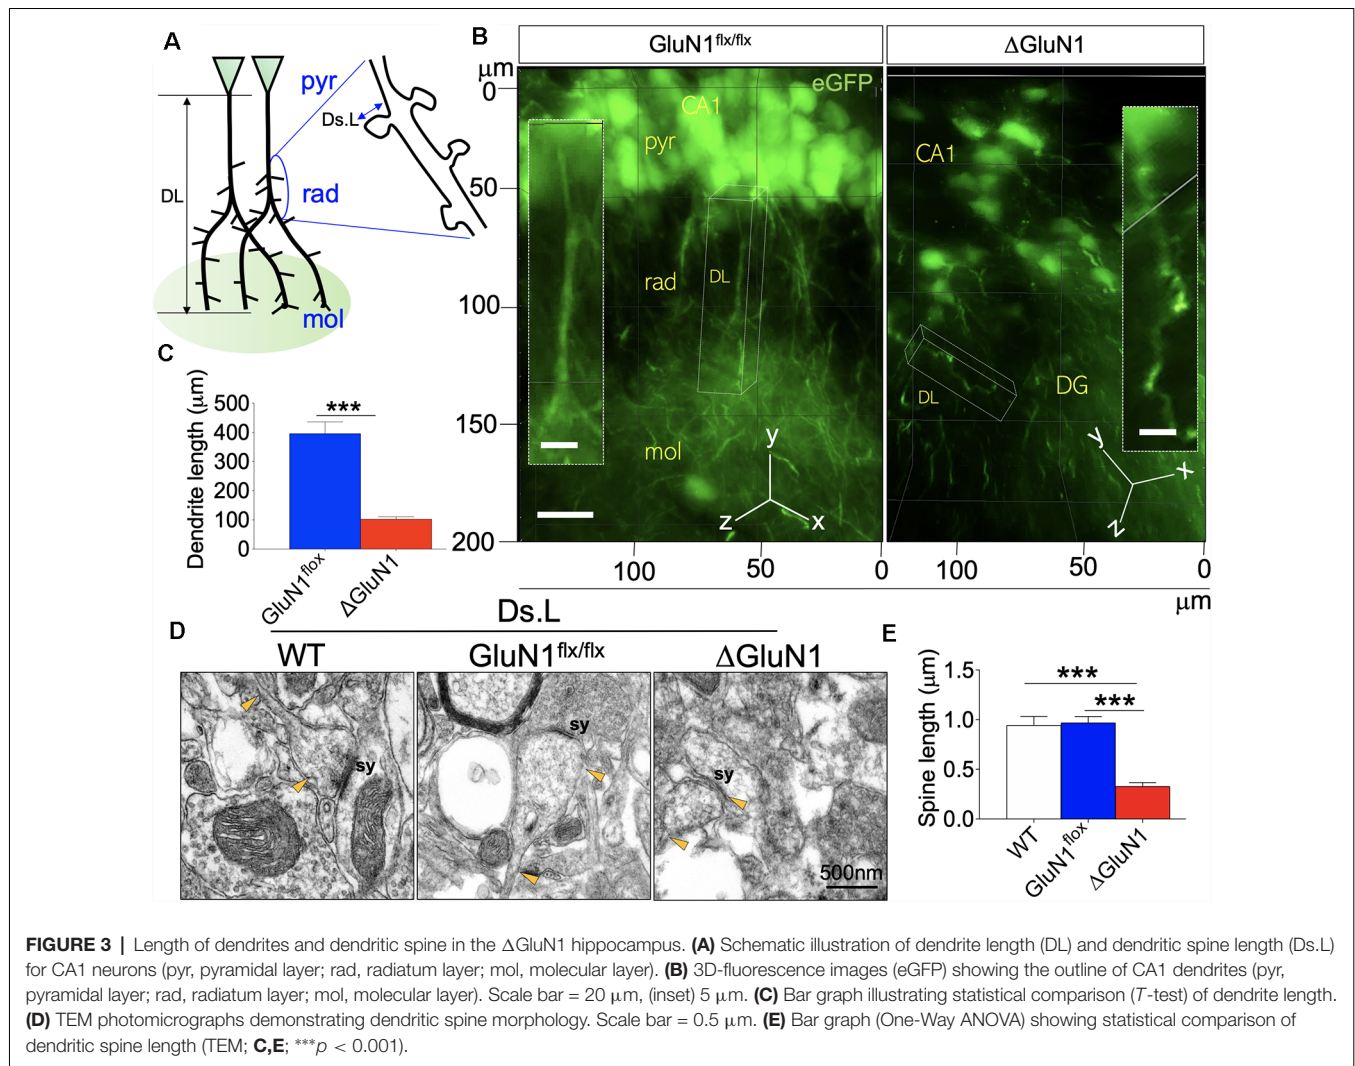 A
pyr
Ds.L
DL
rad
mol
B
GluN1flx/flx
ΔGluN1
μm
0
50
100
150
200
eGFP
CA1
pyr
DL
rad
mol
y
z
x
CA1
DL
DG
y
x
z
100
50
0
100
50
0
μm
C
Dendrite length (μm)
500
400
300
200
100
0
***
GluN1flox
ΔGluN1
Ds.L
D
WT
GluN1flx/flx
ΔGluN1
sy
sy
sy
500nm
E
Spine length (μm)
1.5
1.0
0.5
0.0
***
***
WT
GluN1flox
ΔGluN1
FIGURE 3 | Length of dendrites and dendritic spine in the ΔGluN1 hippocampus. (A) Schematic illustration of dendrite length (DL) and dendritic spine length (Ds.L)
for CA1 neurons (pyr, pyramidal layer; rad, radiatum layer; mol, molecular layer). (B) 3D-fluorescence images (eGFP) showing the outline of CA1 dendrites (pyr,
pyramidal layer; rad, radiatum layer; mol, molecular layer). Scale bar = 20 μm, (inset) 5 μm. (C) Bar graph illustrating statistical comparison (T-test) of dendrite length.
(D) TEM photomicrographs demonstrating dendritic spine morphology. Scale bar = 0.5 μm. (E) Bar graph (One-Way ANOVA) showing statistical comparison of
dendritic spine length (TEM; C,E; ***p < 0.001).